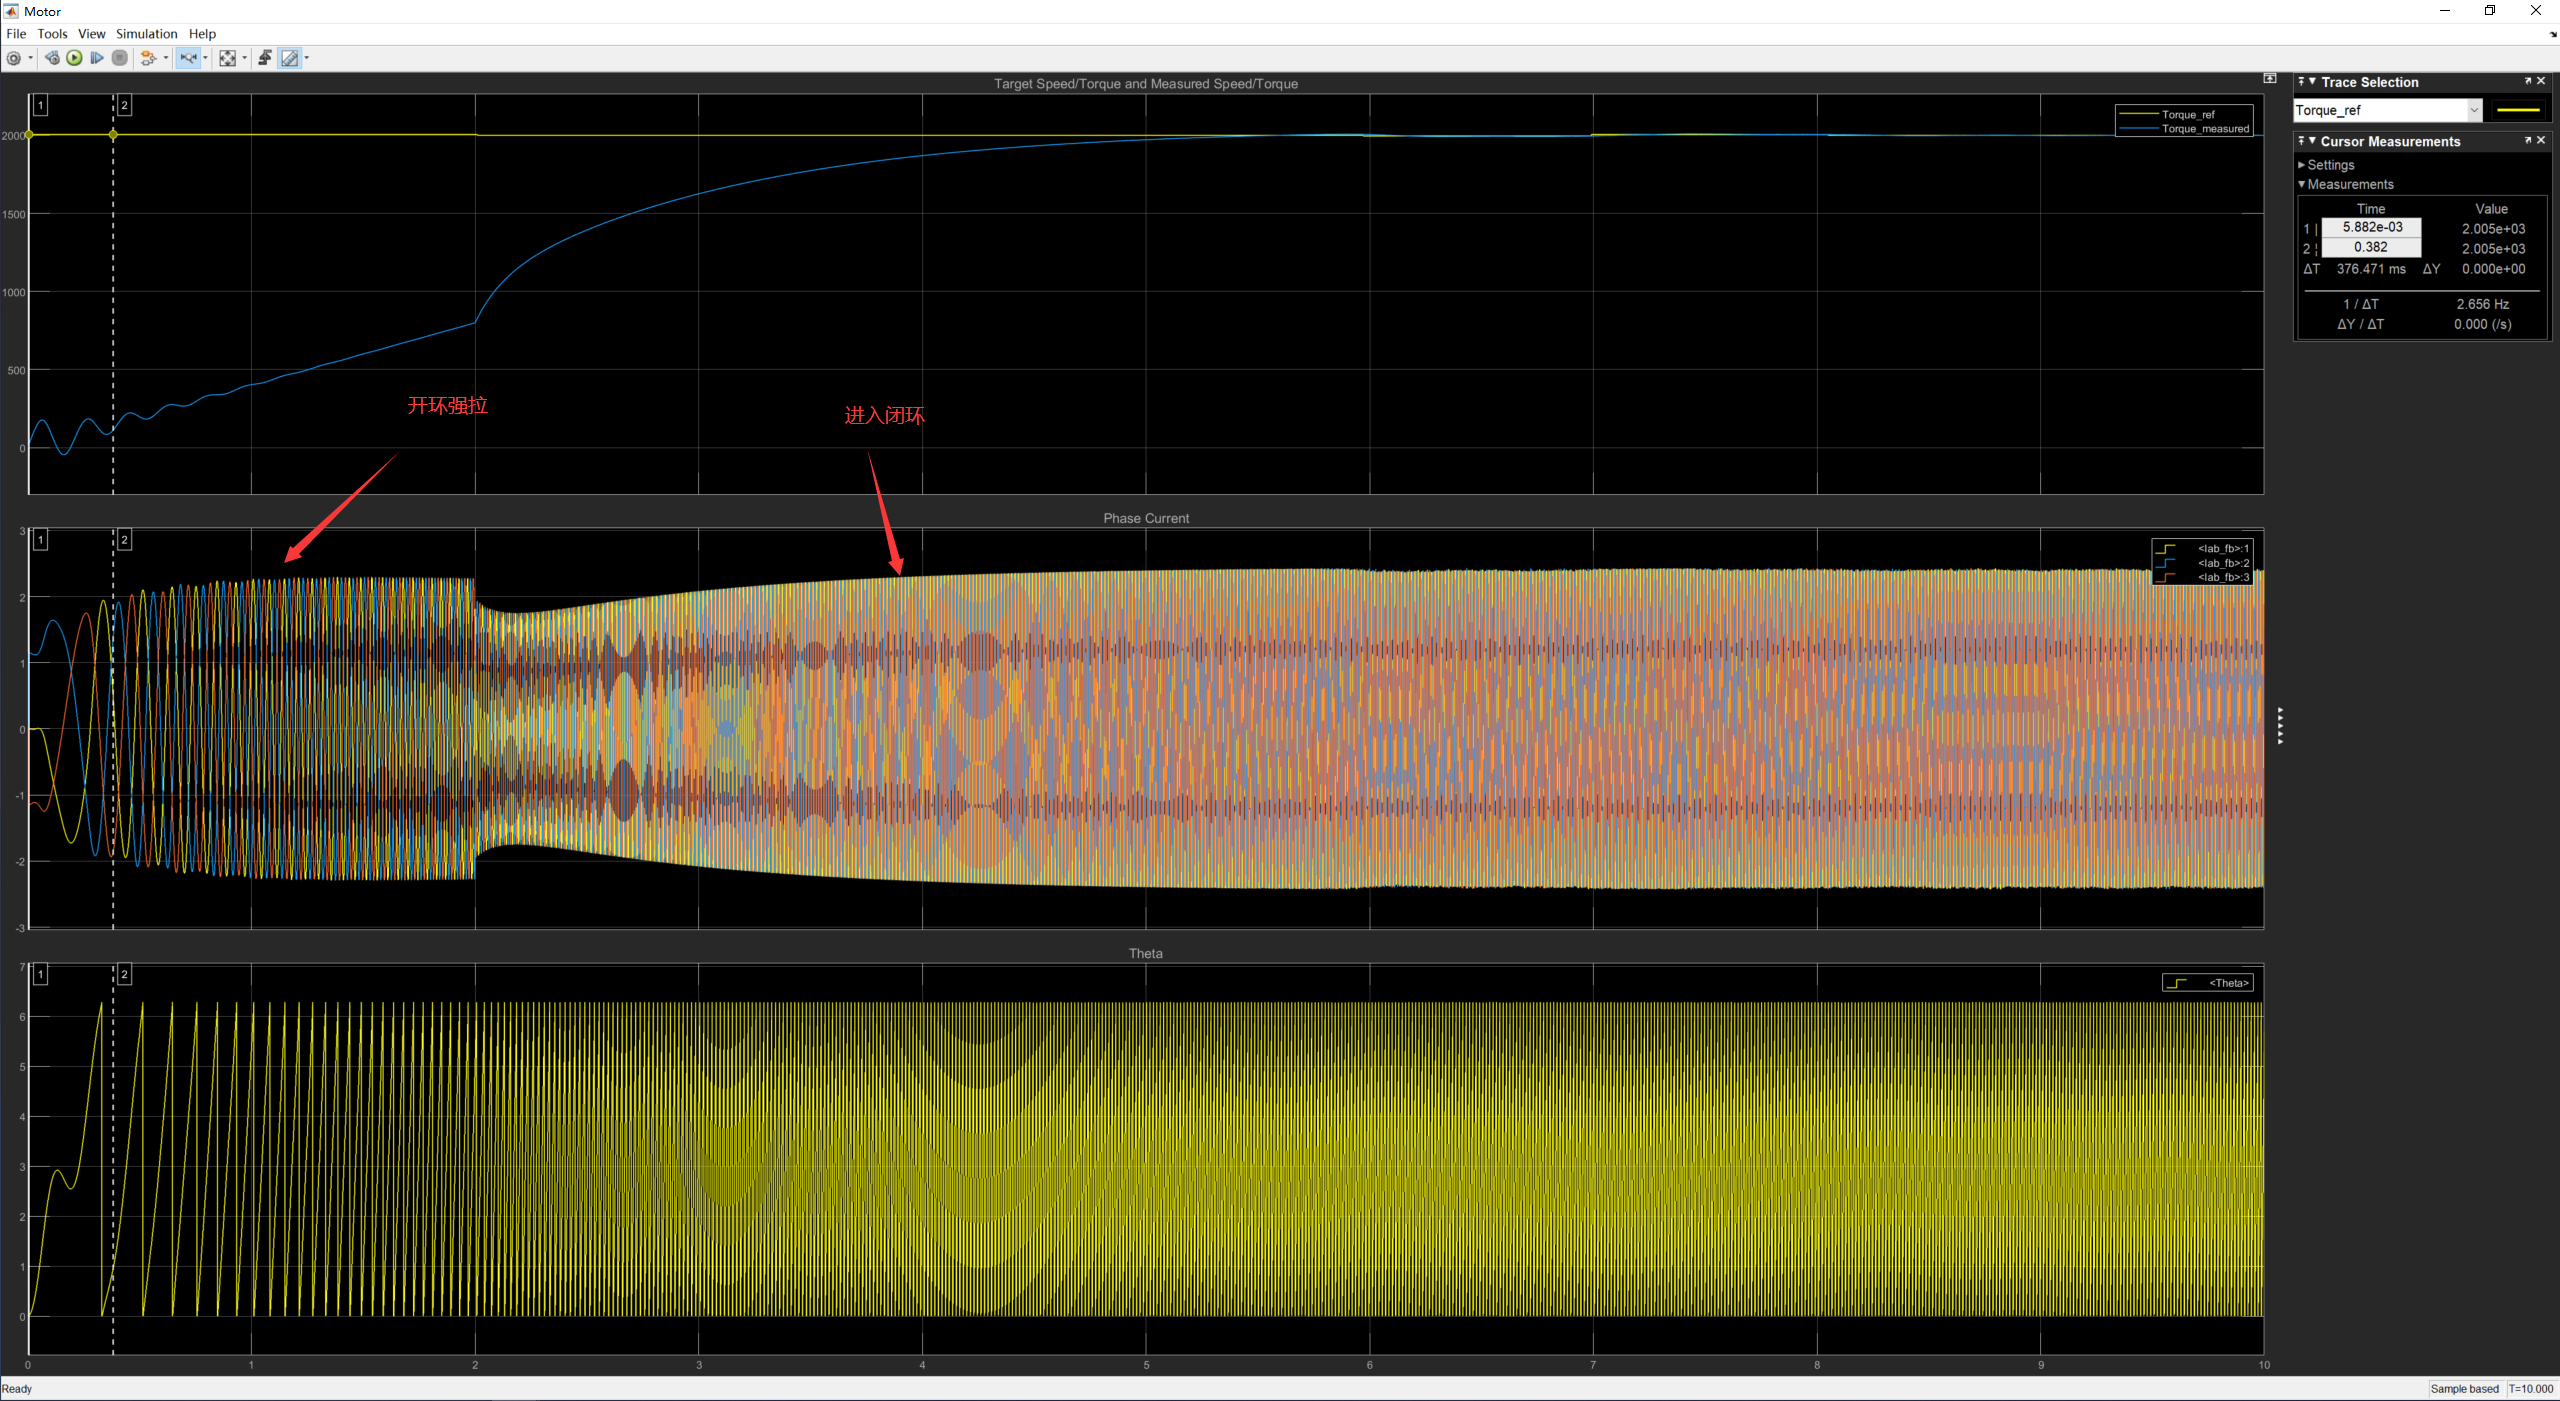 Motor
File Tools View Simulation Help
Target Speed/Torque and Measured Speed/Torque
1 2
2000
1500
1000
500
0
Torque_ref
Torque_measured
开环强拉
进入闭环
Phase Current
1 2
3
2
1
0
-1
-2
-3
<Iab_fb>:1
<Iab_fb>:2
<Iab_fb>:3
Theta
1 2
7
6
5
4
3
2
1
0
<Theta>
0 1 2 3 4 5 6 7 8 9 10
Trace Selection
Torque_ref
Cursor Measurements
Settings
Measurements
Time Value
1 | 5.882e-03 2.005e+03
2 ¦ 0.382 2.005e+03
ΔT 376.471 ms ΔY 0.000e+00
1 / ΔT 2.656 Hz
ΔY / ΔT 0.000 (/s)
Ready
Sample based T=10.000